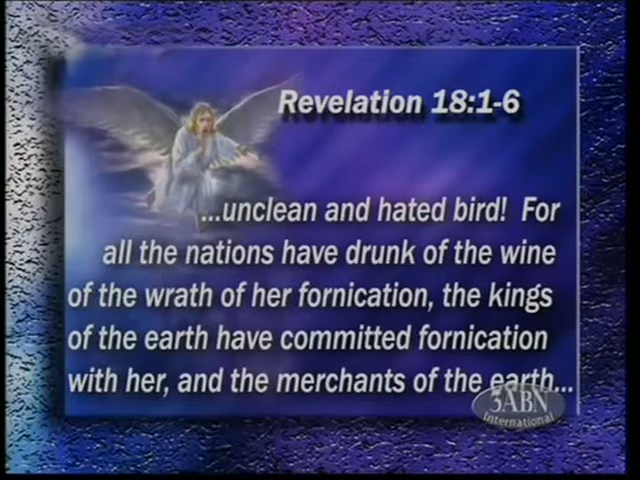 Revelation 18:1-6
...unclean and hated bird!  For
all the nations have drunk of the wine
of the wrath of her fornication, the kings
of the earth have committed fornication
with her, and the merchants of the earth...
3ABN
International